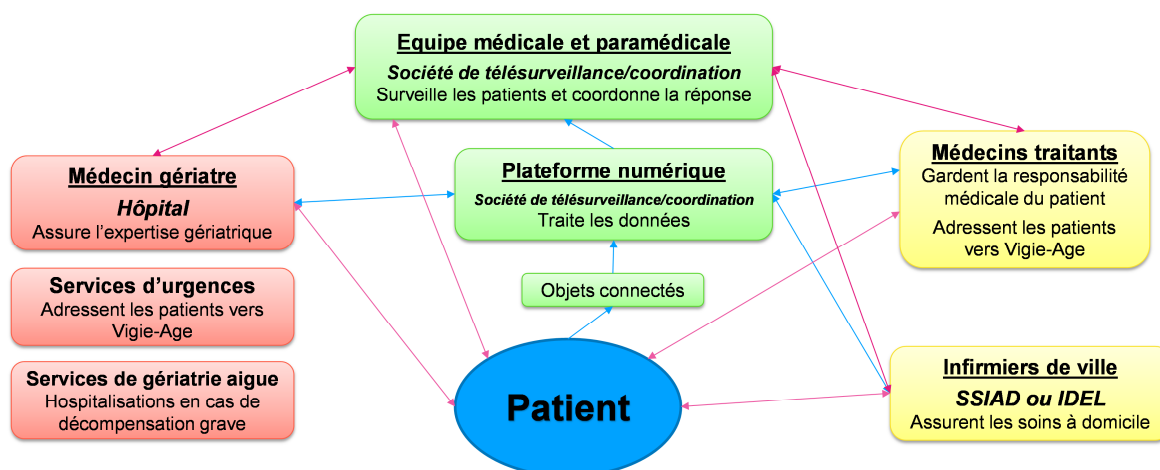 Equipe médicale et paramédicale
Société de télésurveillance/coordination
Surveille les patients et coordonne la réponse
Médecin gériatre
Hôpital
Assure l'expertise gériatrique
Plateforme numérique
Société de télésurveillance/coordination
Traite les données
Médecins traitants
Gardent la responsabilité
médicale du patient
Adressent les patients
vers Vigie-Age
Services d'urgences
Adressent les patients vers
Vigie-Age
Objets connectés
Services de gériatrie aigue
Hospitalisations en cas de
décompensation grave
Patient
Infirmiers de ville
SSIAD ou IDEL
Assurent les soins à domicile